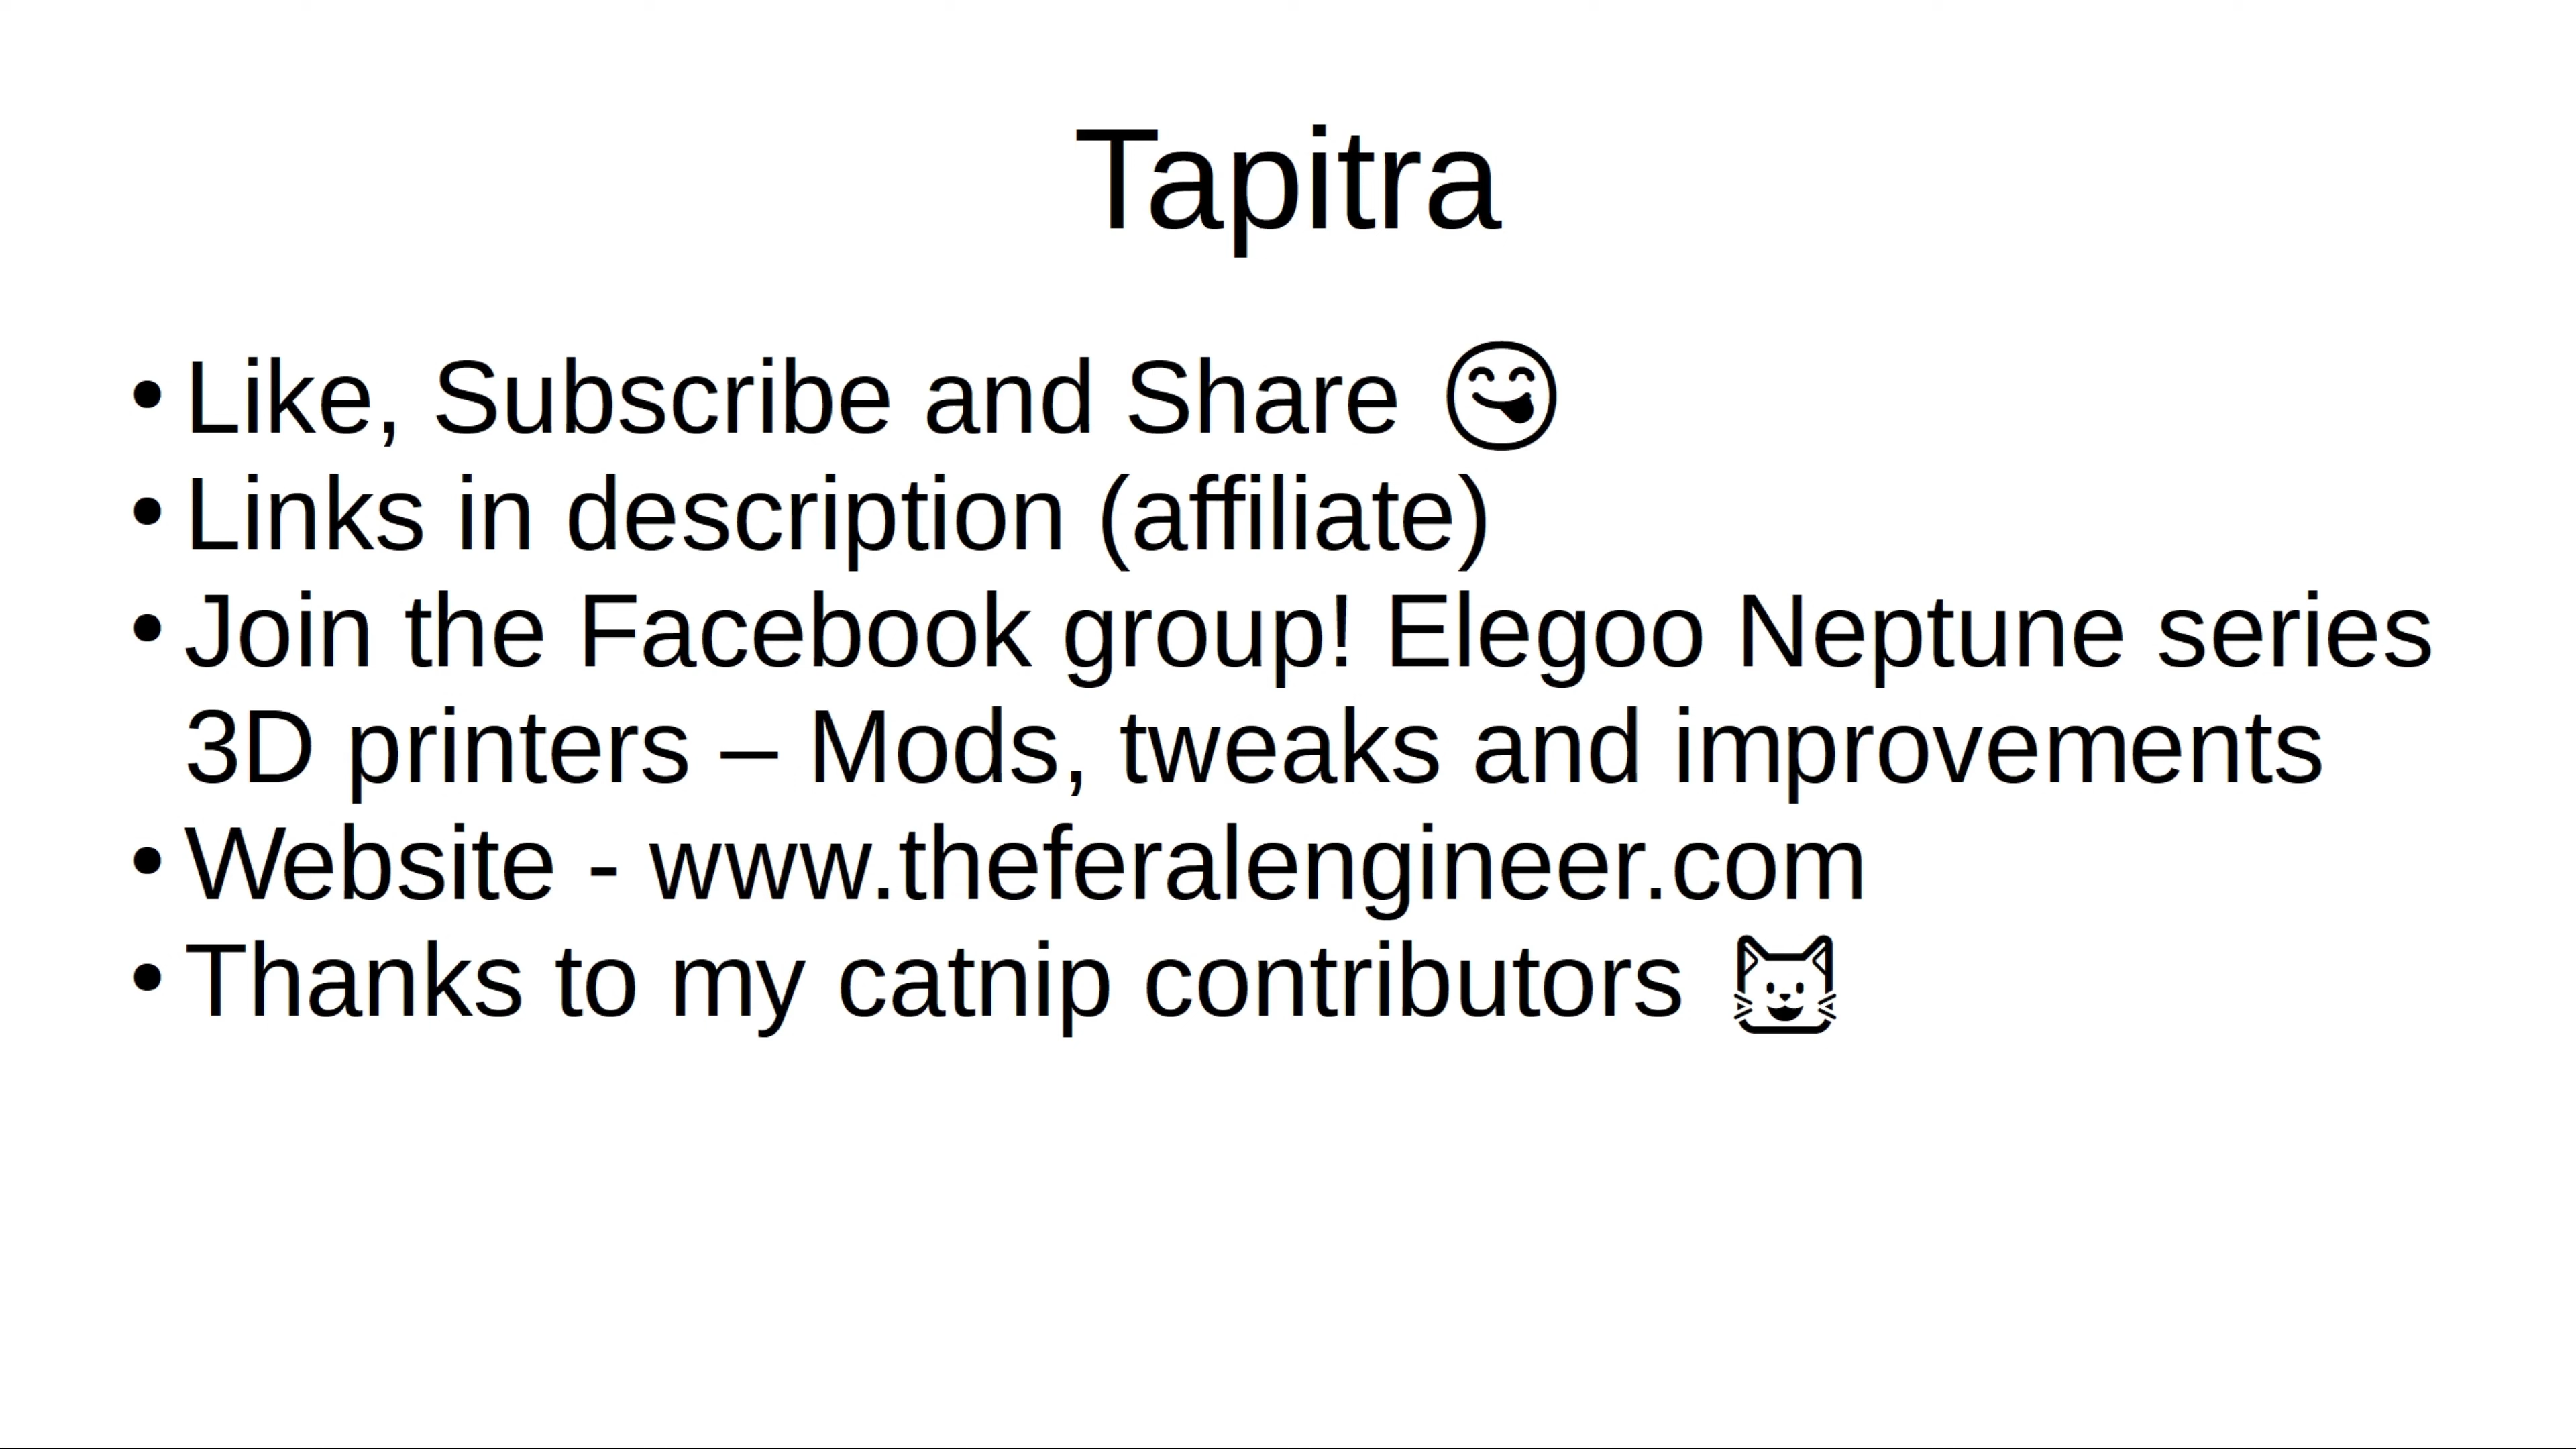 Tapitra
• Like, Subscribe and Share 😋
• Links in description (affiliate)
• Join the Facebook group! Elegoo Neptune series
3D printers – Mods, tweaks and improvements
• Website - www.theferalengineer.com
• Thanks to my catnip contributors 😺